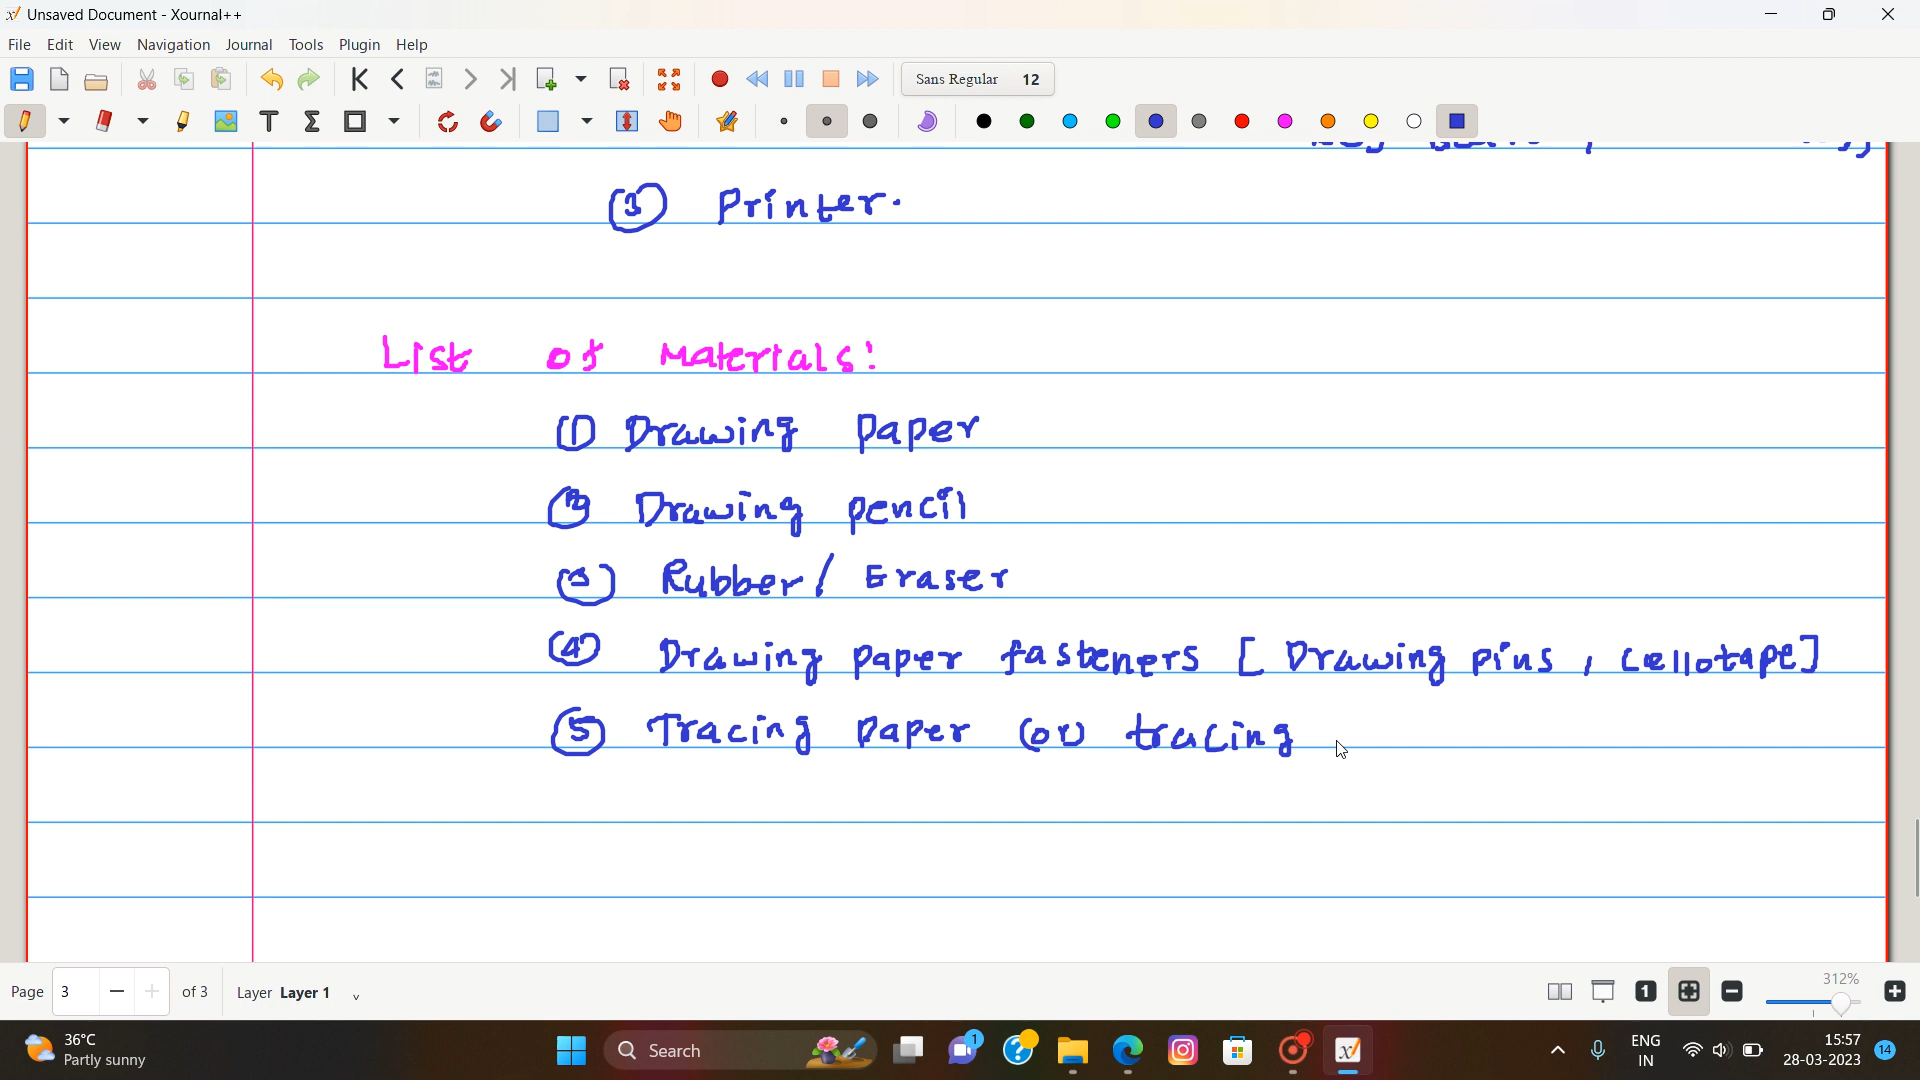 Unsaved Document - Xournal++
File Edit View Navigation Journal Tools Plugin Help
Sans Regular 12
③ Printer.
List of Materials:
① Drawing Paper
② Drawing pencil
③ Rubber/ Eraser
④ Drawing paper fasteners [ Drawing pins , cellotape]
⑤ Tracing Paper (or) tracing
Page 3 of 3 Layer Layer 1 312%
36°C
Partly sunny
Search
1
ENG
IN
15:57
28-03-2023
14